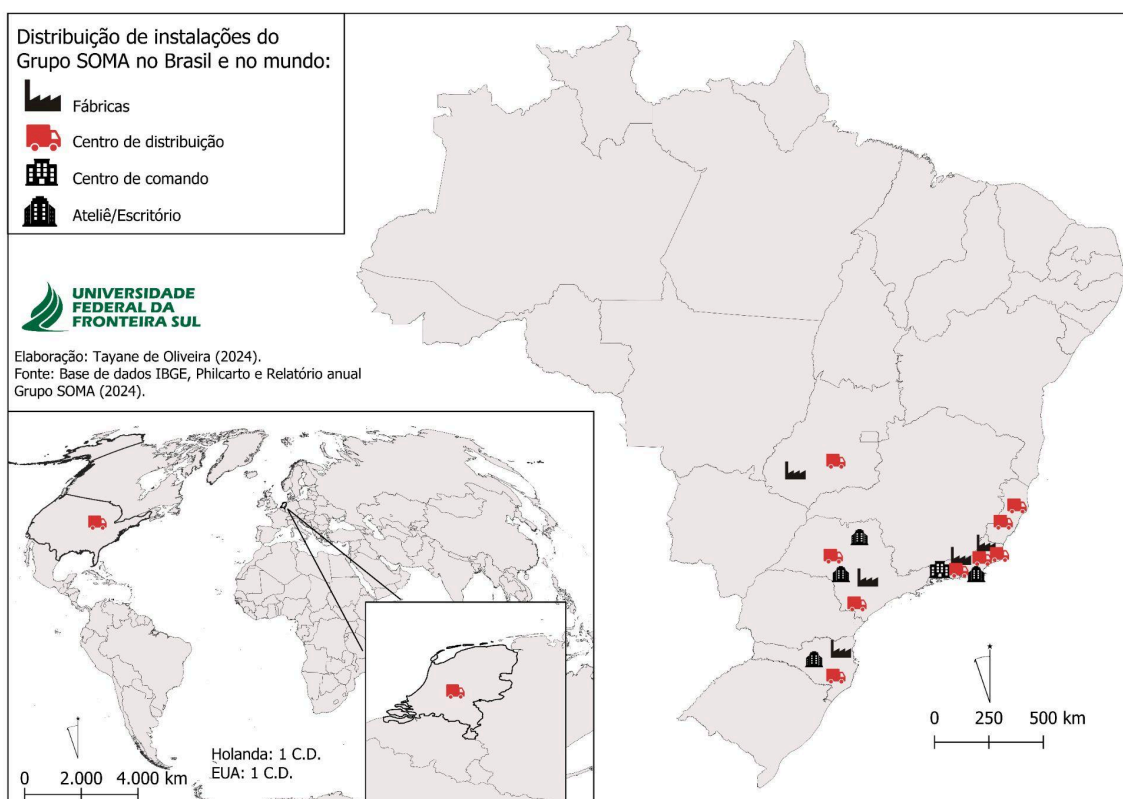 Distribuição de instalações do
Grupo SOMA no Brasil e no mundo:
Fábricas
Centro de distribuição
Centro de comando
Ateliê/Escritório
UNIVERSIDADE
FEDERAL DA
FRONTEIRA SUL
Elaboração: Tayane de Oliveira (2024).
Fonte: Base de dados IBGE, Philcarto e Relatório anual
Grupo SOMA (2024).
Holanda: 1 C.D.
EUA: 1 C.D.
0 2.000 4.000 km
0 250 500 km